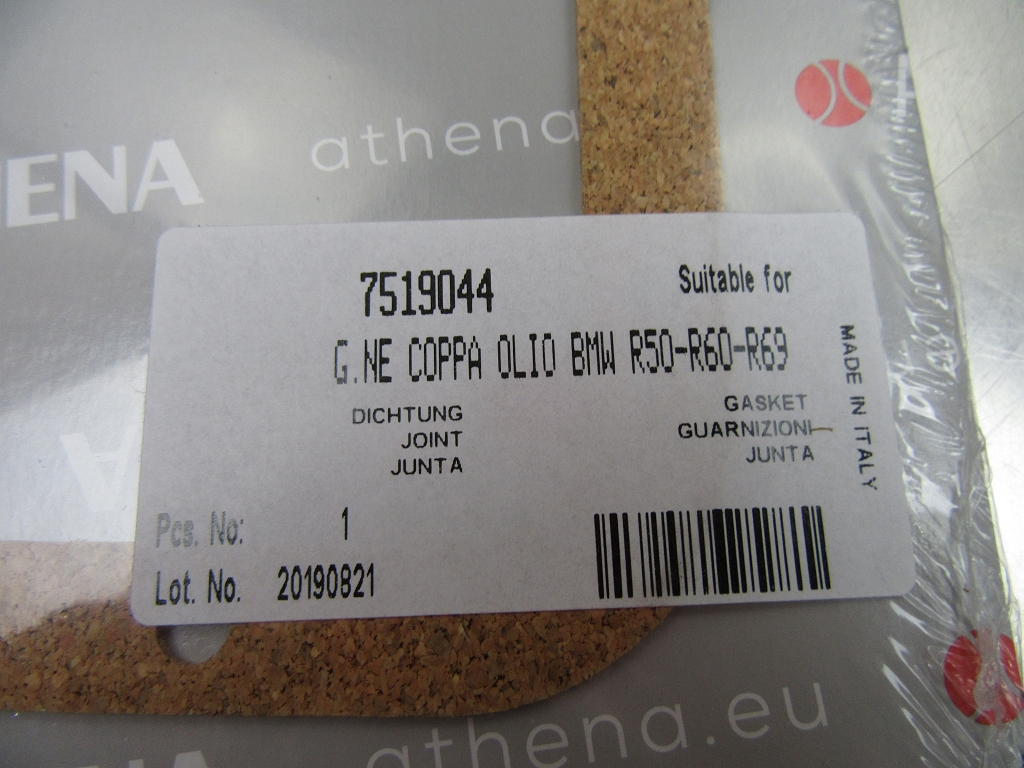 athena
ENA
7519044
Suitable for
G.NE COPPA OLIO BMW R50-R60-R69
DICHTUNG
JOINT
JUNTA
GASKET
GUARNIZIONI
JUNTA
MADE IN ITALY
Pcs. No: 1
Lot. No. 20190821
athena.eu